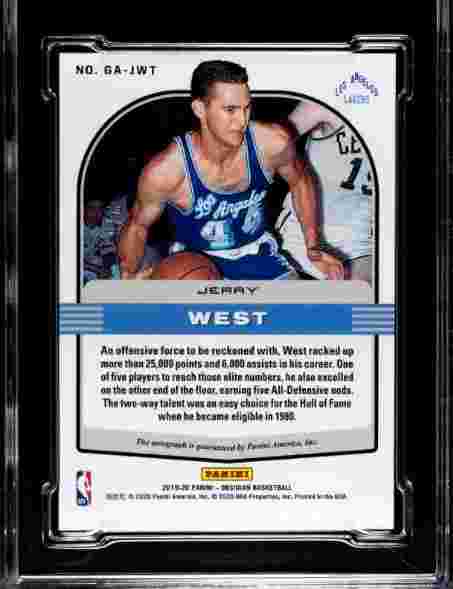 NO. GA-JWT
LOS ANGELES
LAKERS
Los Angeles
44
CE
1
JERRY
WEST
An offensive force to be reckoned with, West racked up
more than 25,000 points and 6,000 assists in his career. One
of five players to reach those elite numbers, he also excelled
on the other end of the floor, earning five All-Defensive nods.
The two-way talent was an easy choice for the Hall of Fame
when he became eligible in 1980.
The autograph is guaranteed by Panini America, Inc.
PANINI
2019-20 PANINI - OBSIDIAN BASKETBALL
© 2020 Panini America, Inc. © 2020 NBA Properties, Inc. Printed in the USA